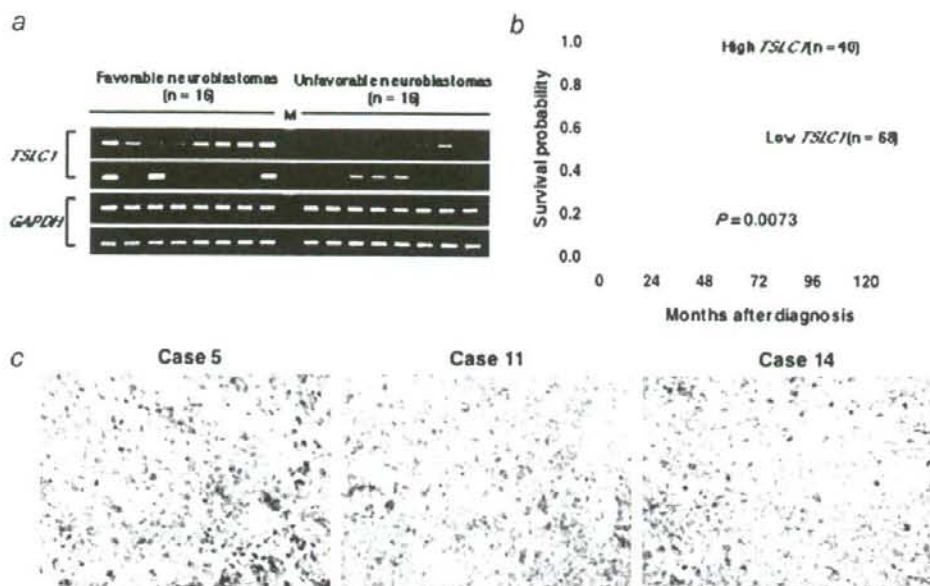 a
Favorable neuroblastomas
(n = 16)
Unfavorable neuroblastomas
(n = 16)
M
TSLC1
GAPDH
b
1.0
0.8
0.6
0.4
0.2
0.0
Survival probability
High TSLC1 (n = 40)
Low TSLC1 (n = 68)
P = 0.0073
0 24 48 72 96 120
Months after diagnosis
c
Case 5
Case 11
Case 14